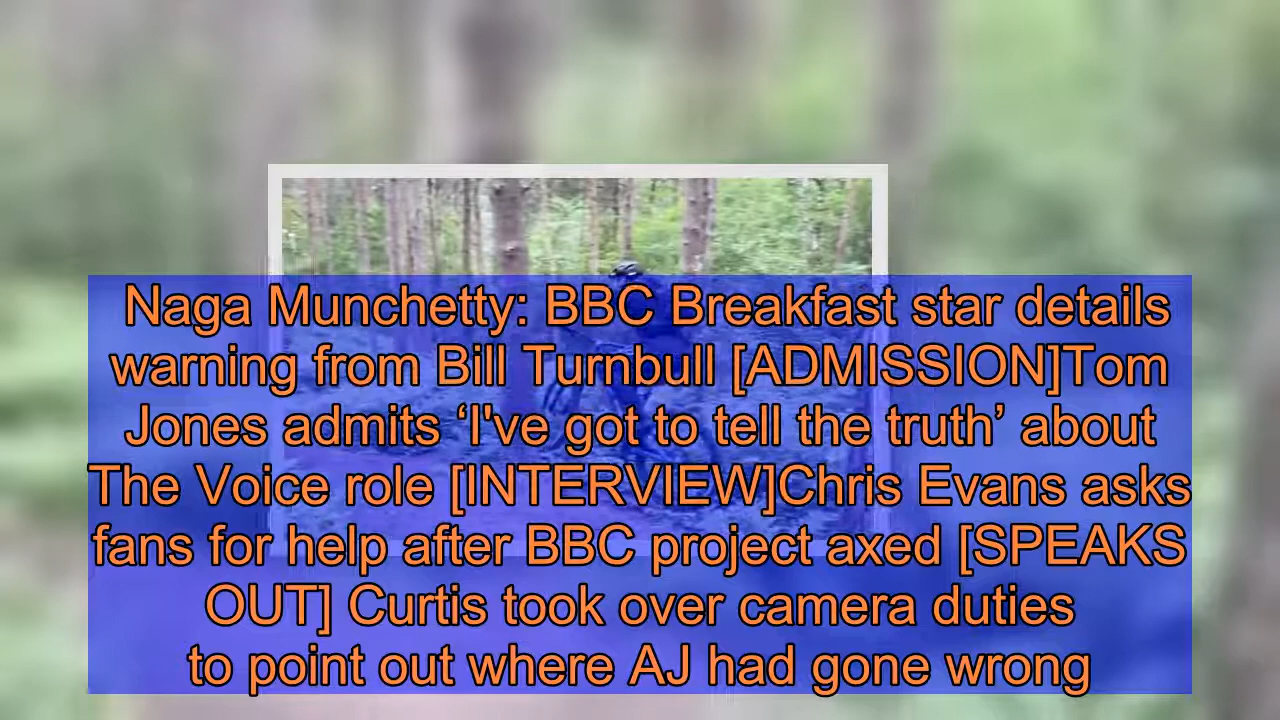 Naga Munchetty: BBC Breakfast star details
warning from Bill Turnbull [ADMISSION]Tom
Jones admits ‘I've got to tell the truth’ about
The Voice role [INTERVIEW]Chris Evans asks
fans for help after BBC project axed [SPEAKS
OUT] Curtis took over camera duties
to point out where AJ had gone wrong